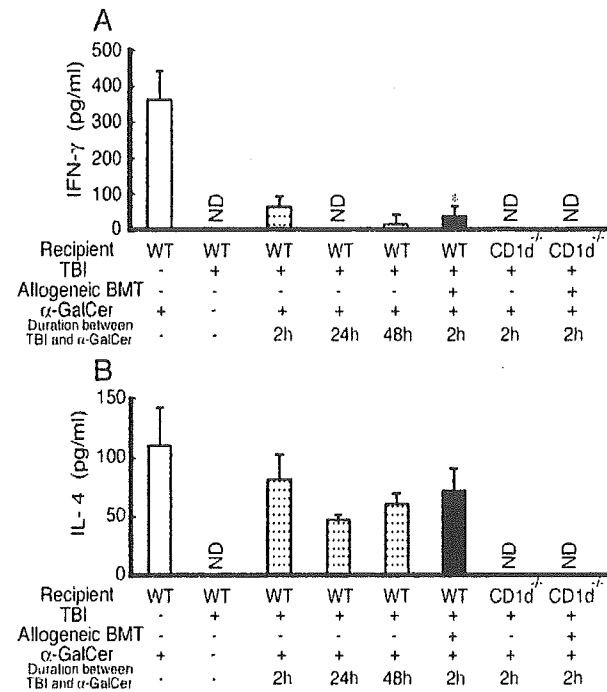 A
IFN-γ (pg/ml)
500
400
300
200
100
0
ND
ND
*
ND
ND
Recipient WT WT WT WT WT WT CD1d-/- CD1d-/-
TBI - + + + + + + +
Allogeneic BMT - - - - - + - +
α-GalCer + - + + + + + +
Duration between
TBI and α-GalCer - - 2h 24h 48h 2h 2h 2h
B
IL-4 (pg/ml)
150
100
50
0
ND
ND
ND
Recipient WT WT WT WT WT WT CD1d-/- CD1d-/-
TBI - + + + + + + +
Allogeneic BMT - - - - - + - +
α-GalCer + - + + + + + +
Duration between
TBI and α-GalCer - - 2h 24h 48h 2h 2h 2h